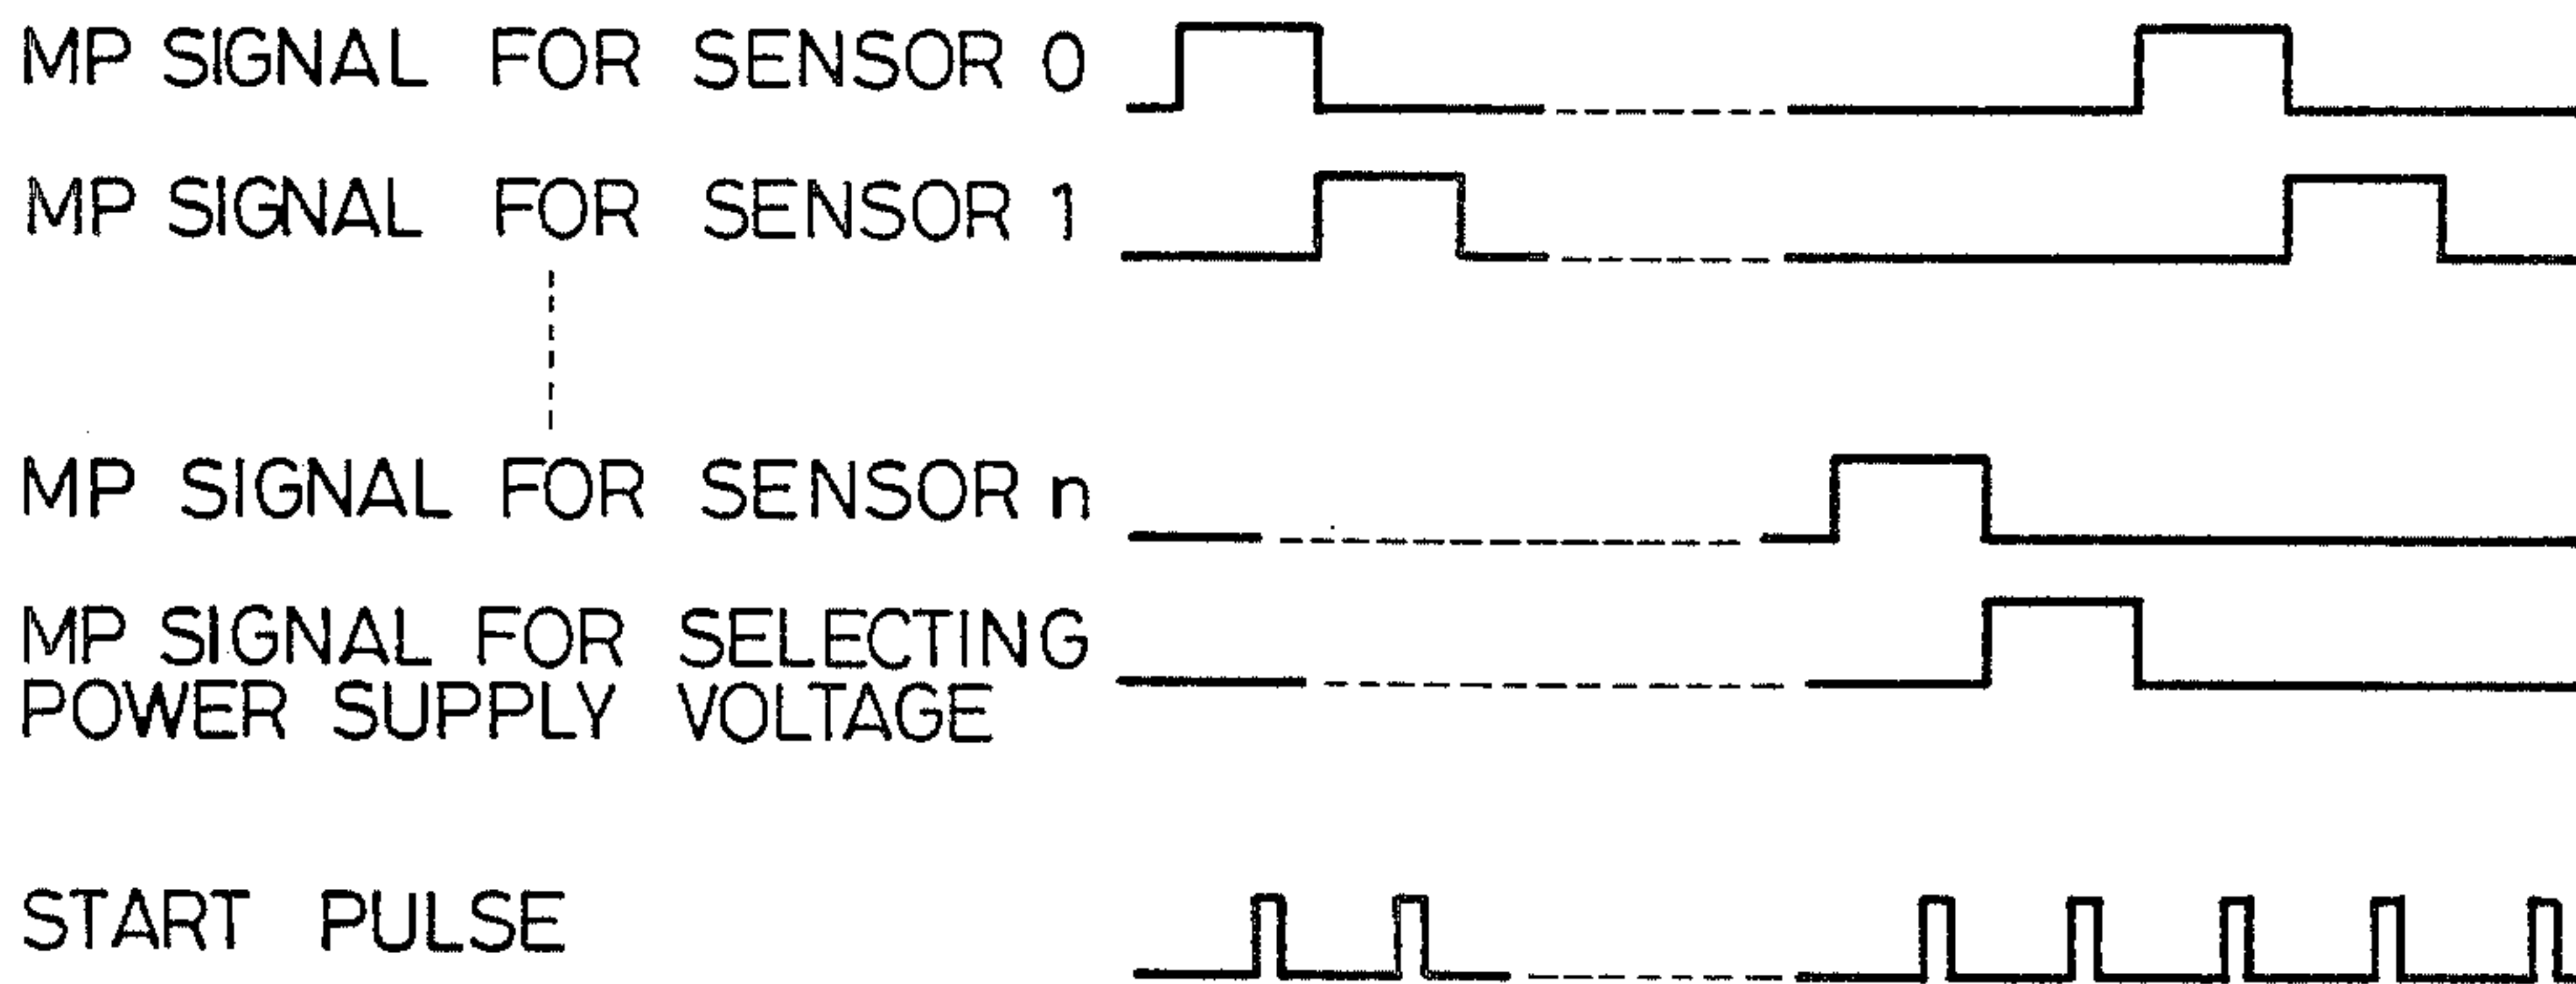 MP SIGNAL FOR SENSOR 0
MP SIGNAL FOR SENSOR 1
MP SIGNAL FOR SENSOR n
MP SIGNAL FOR SELECTING
POWER SUPPLY VOLTAGE
START PULSE